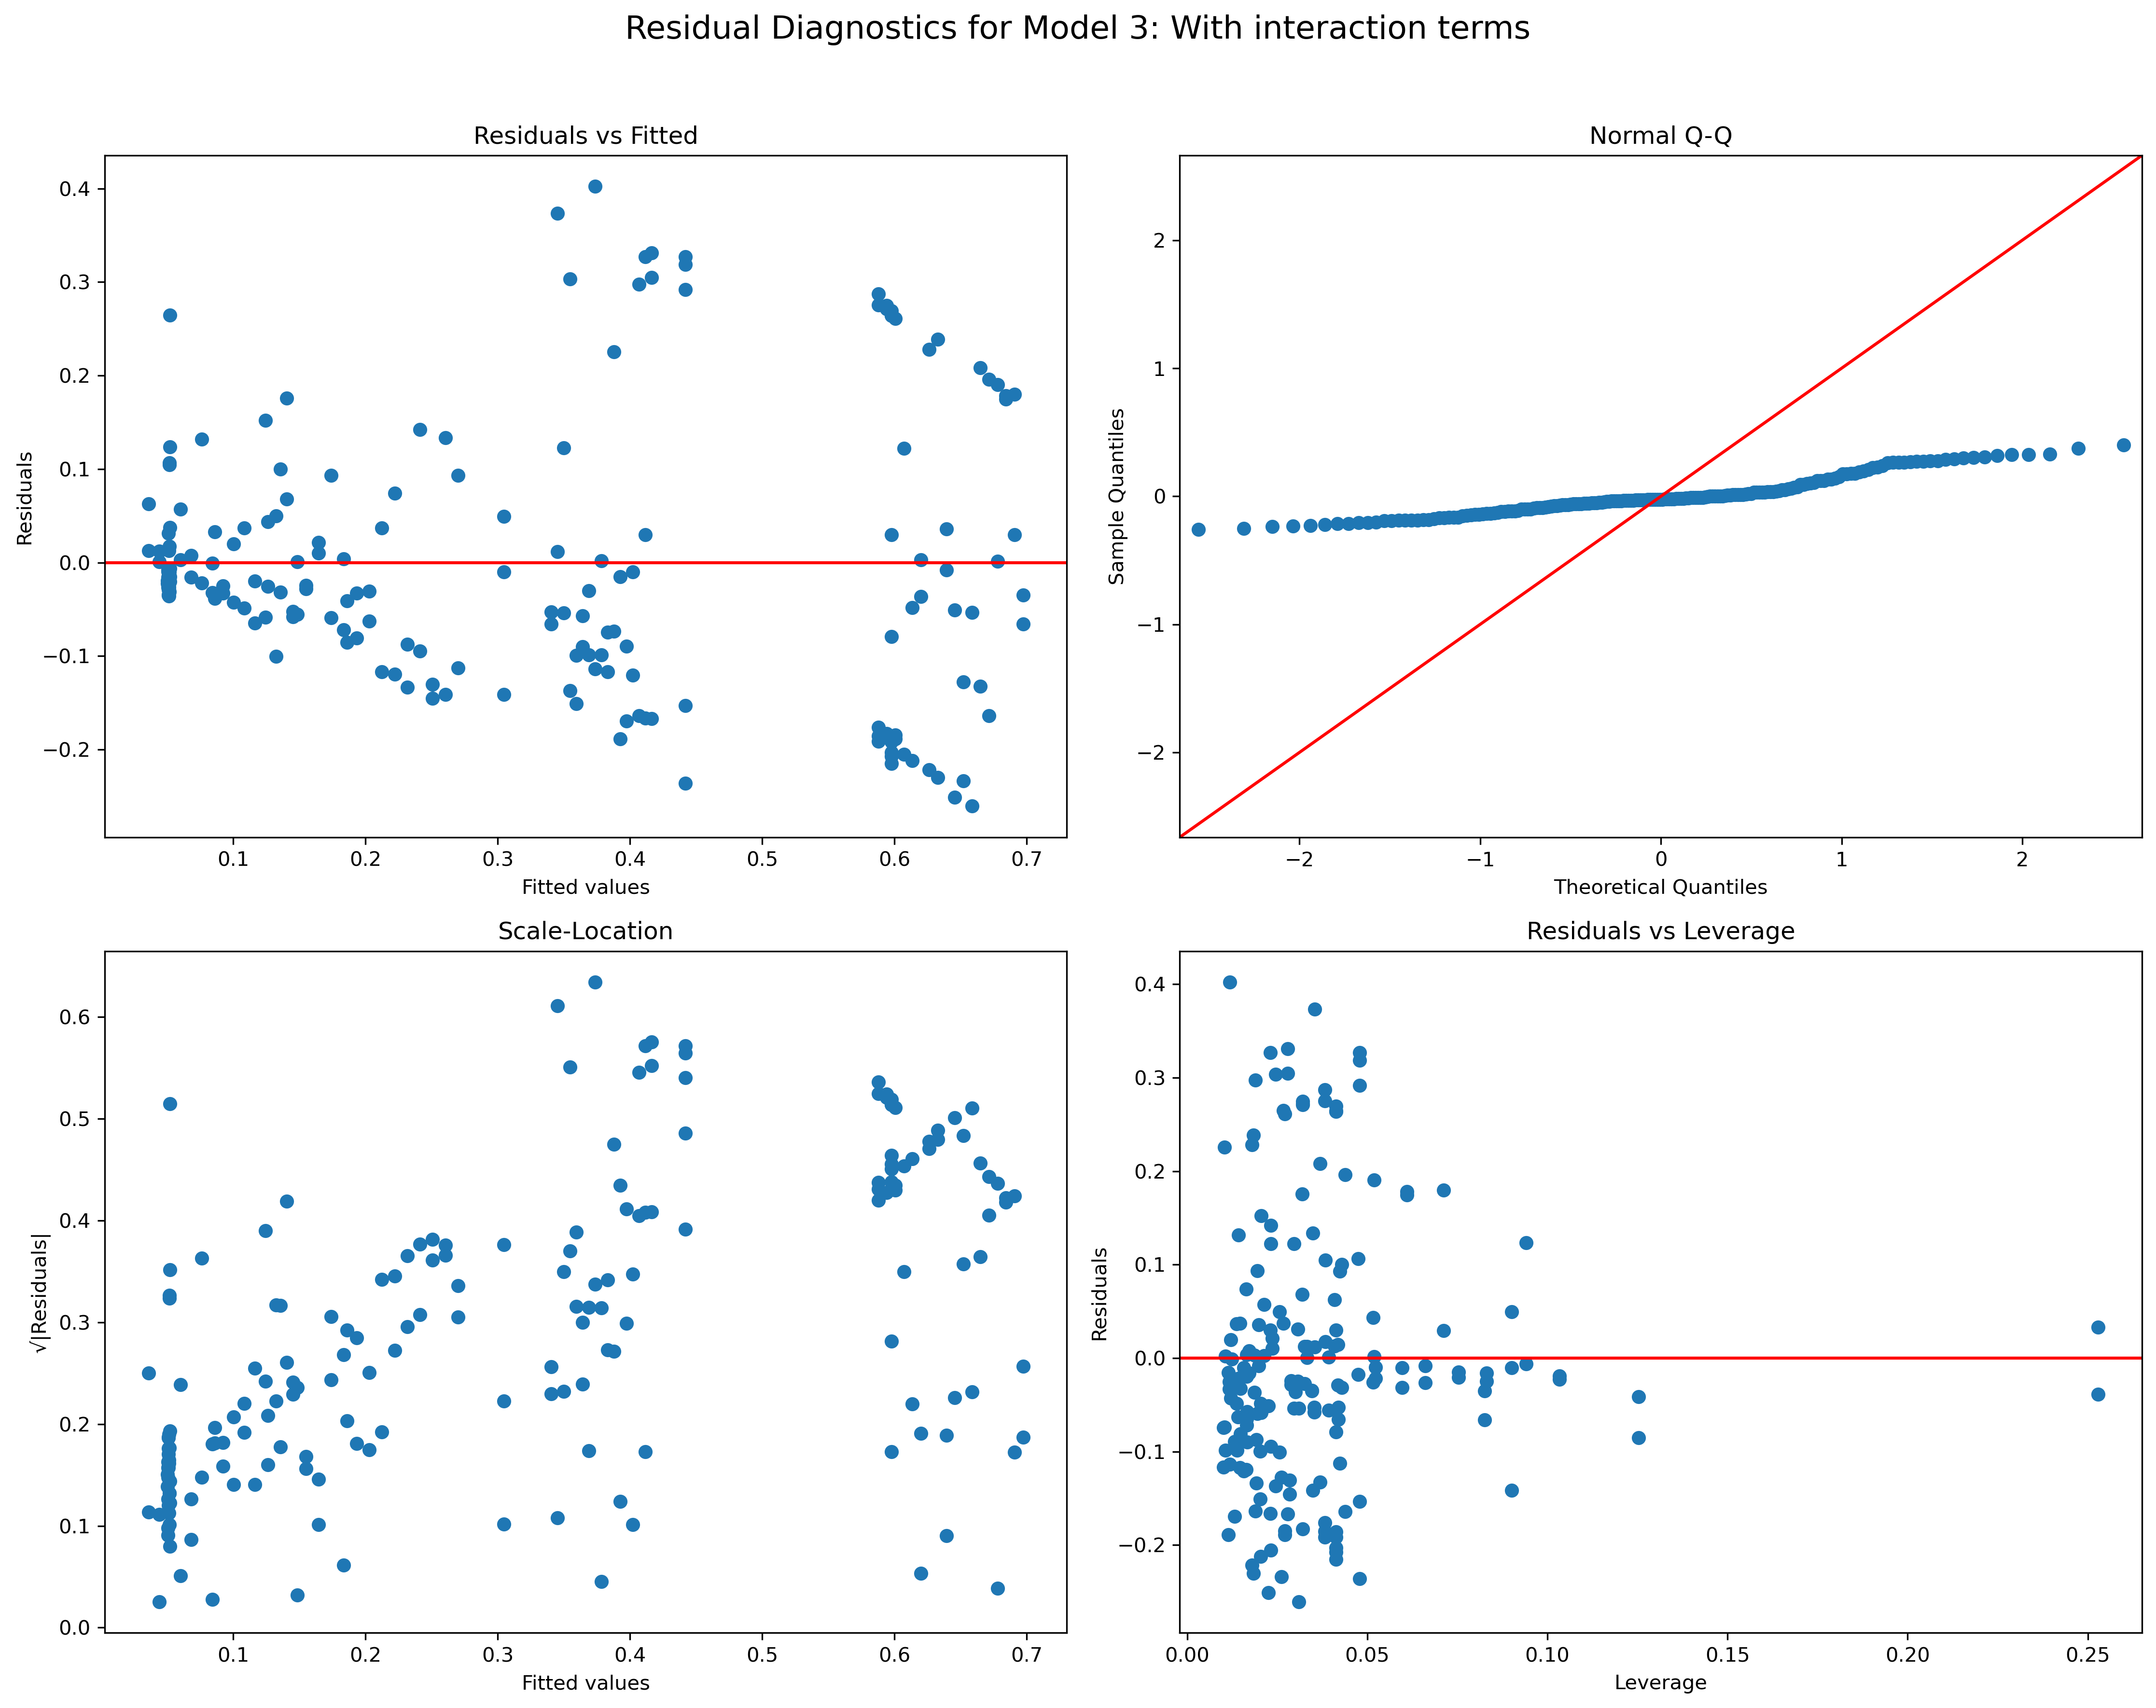 Residual Diagnostics for Model 3: With interaction terms
Residuals vs Fitted
Residuals
0.4
0.3
0.2
0.1
0.0
−0.1
−0.2
0.1 0.2 0.3 0.4 0.5 0.6 0.7
Fitted values
Normal Q-Q
Sample Quantiles
2
1
0
−1
−2
−2 −1 0 1 2
Theoretical Quantiles
Scale-Location
√|Residuals|
0.6
0.5
0.4
0.3
0.2
0.1
0.0
0.1 0.2 0.3 0.4 0.5 0.6 0.7
Fitted values
Residuals vs Leverage
Residuals
0.4
0.3
0.2
0.1
0.0
−0.1
−0.2
0.00 0.05 0.10 0.15 0.20 0.25
Leverage